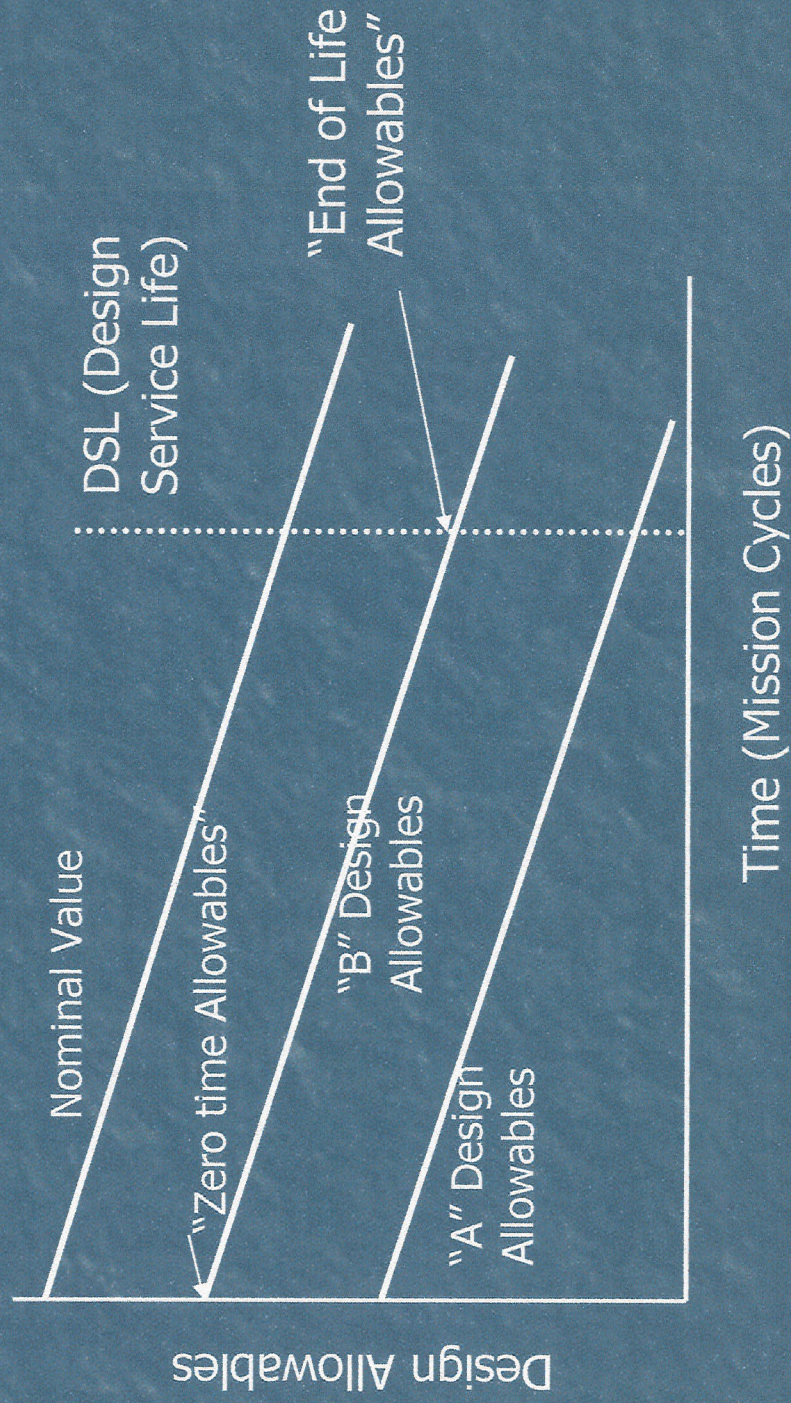 DSL (Design
Service Life)
Nominal Value
“End of Life
Allowables”
“Zero time Allowables”
“B” Design
Allowables
“A” Design
Allowables
Design Allowables
Time (Mission Cycles)